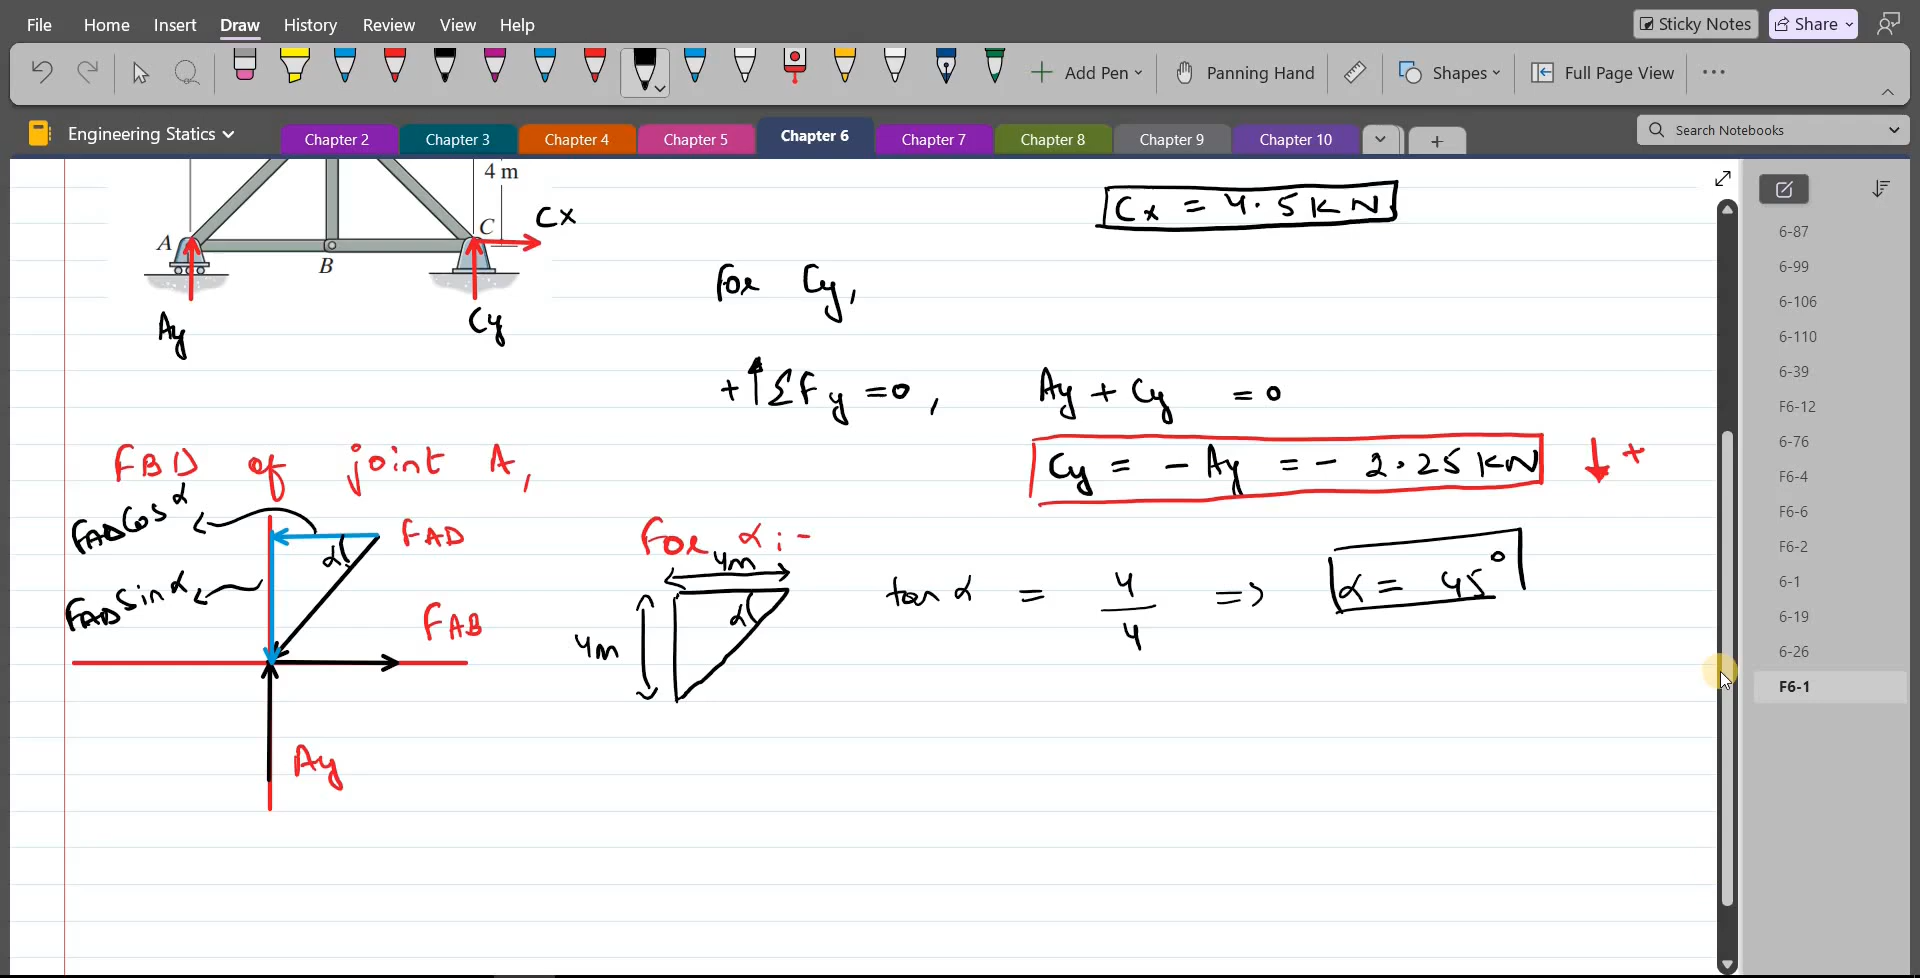 File Home Insert Draw History Review View Help Sticky Notes Share
Add Pen Panning Hand Shapes Full Page View
Engineering Statics Chapter 2 Chapter 3 Chapter 4 Chapter 5 Chapter 6 Chapter 7 Chapter 8 Chapter 9 Chapter 10 + Search Notebooks
4 m
Cx
A
B
C
Ay
Cy
Cx = 4.5 KN
For Cy,
+↑ΣFy = 0, Ay + Cy = 0
Cy = - Ay = - 2.25 KN ↓+
FBD of joint A,
FAD Cos α
FAD
α
FAD Sin α
FAB
Ay
For α :-
4m
α
4m
tan α = 4/4 => α = 45°
6-87
6-99
6-106
6-110
6-39
F6-12
6-76
F6-4
F6-6
F6-2
6-1
6-19
6-26
F6-1